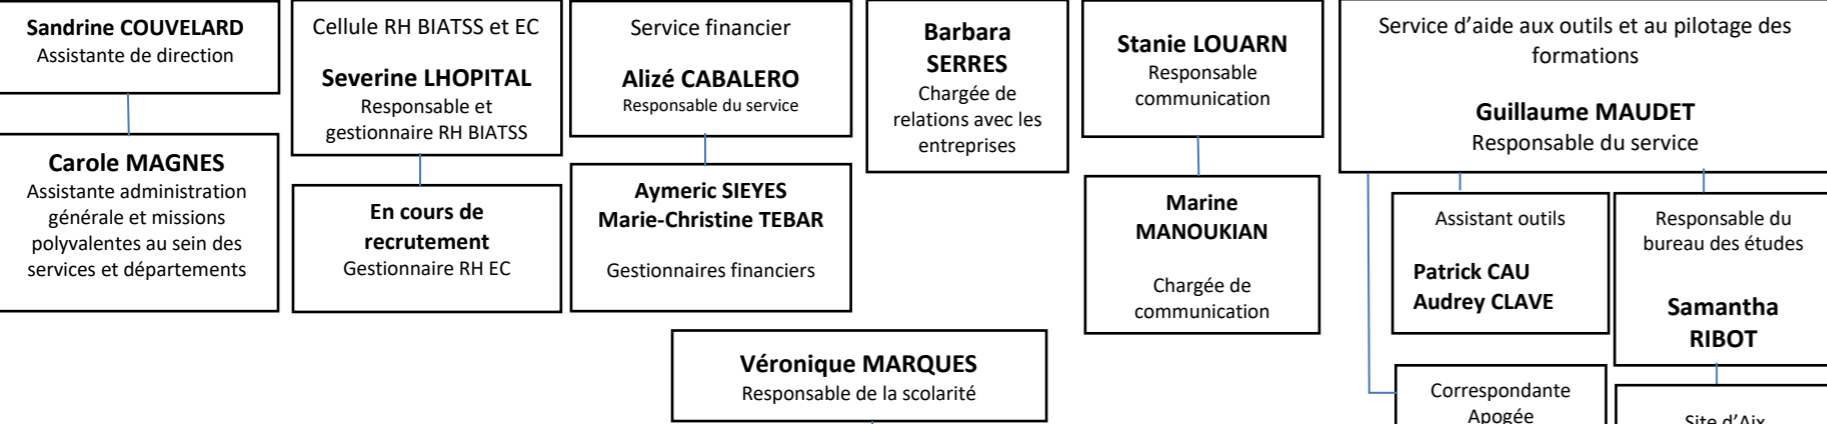 Sandrine COUVELARD
Assistante de direction
Carole MAGNES
Assistante administration
générale et missions
polyvalentes au sein des
services et départements
Cellule RH BIATSS et EC
Severine LHOPITAL
Responsable et
gestionnaire RH BIATSS
En cours de
recrutement
Gestionnaire RH EC
Service financier
Alizé CABALERO
Responsable du service
Aymeric SIEYES
Marie-Christine TEBAR
Gestionnaires financiers
Barbara
SERRES
Chargée de
relations avec les
entreprises
Stanie LOUARN
Responsable
communication
Marine
MANOUKIAN
Chargée de
communication
Service d’aide aux outils et au pilotage des
formations
Guillaume MAUDET
Responsable du service
Assistant outils
Patrick CAU
Audrey CLAVE
Responsable du
bureau des études
Samantha
RIBOT
Véronique MARQUES
Responsable de la scolarité
Correspondante
Apogée
Site d’Aix